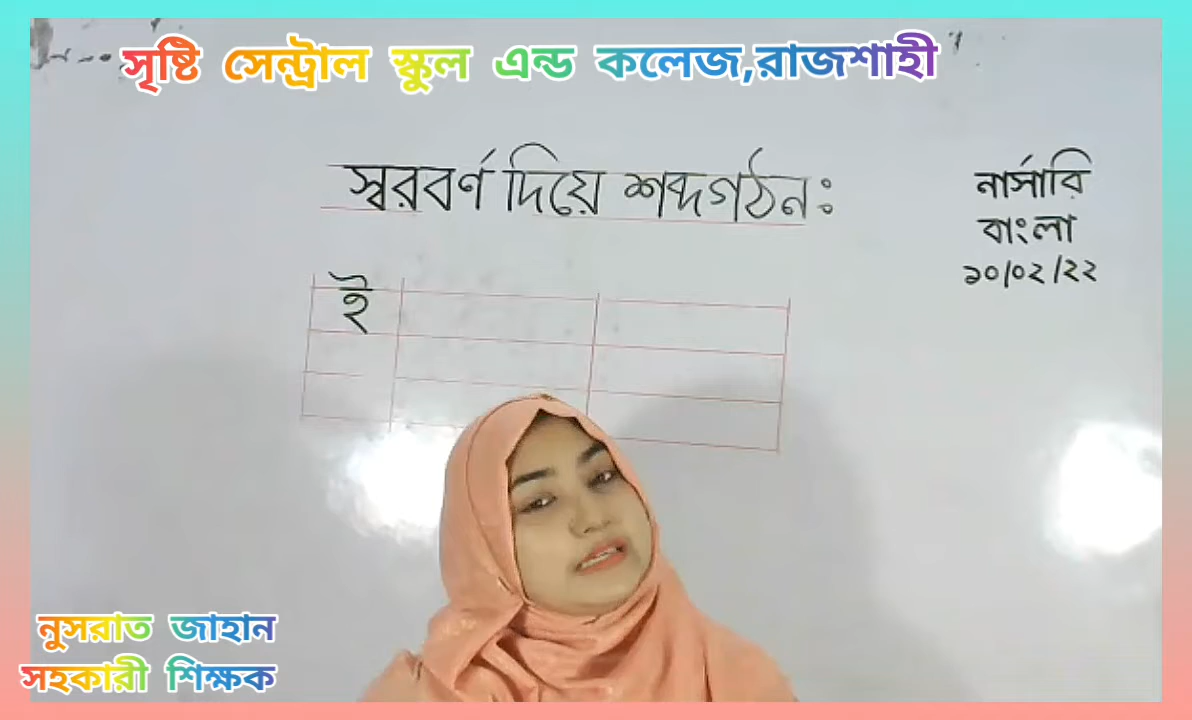 সৃষ্টি সেন্ট্রাল স্কুল এন্ড কলেজ,রাজশাহী
স্বরবর্ণ দিয়ে শব্দগঠনঃ
নার্সারি
বাংলা
১০/০২/২২
ই
নুসরাত জাহান
সহকারী শিক্ষক